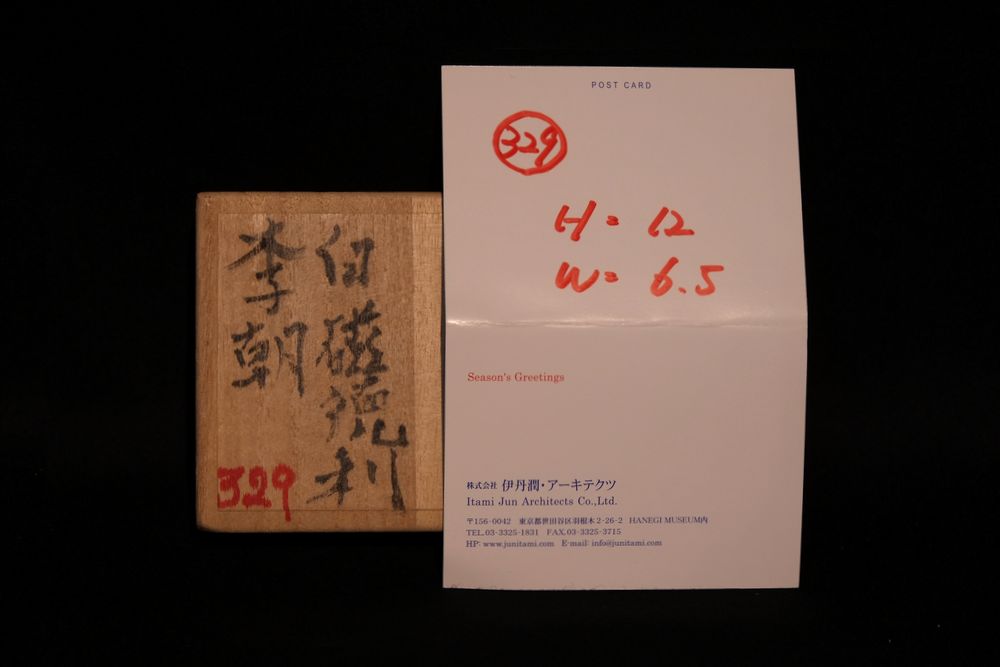 白磁徳利
李朝
329
POST CARD
329
H= 12
W= 6.5
Season's Greetings
株式会社 伊丹潤・アーキテクツ
Itami Jun Architects Co.,Ltd.
〒156-0042 東京都世田谷区羽根木2-26-2 HANEGI MUSEUM内
TEL.03-3325-1831 FAX.03-3325-3715
HP: www.junitami.com E-mail: info@junitami.com